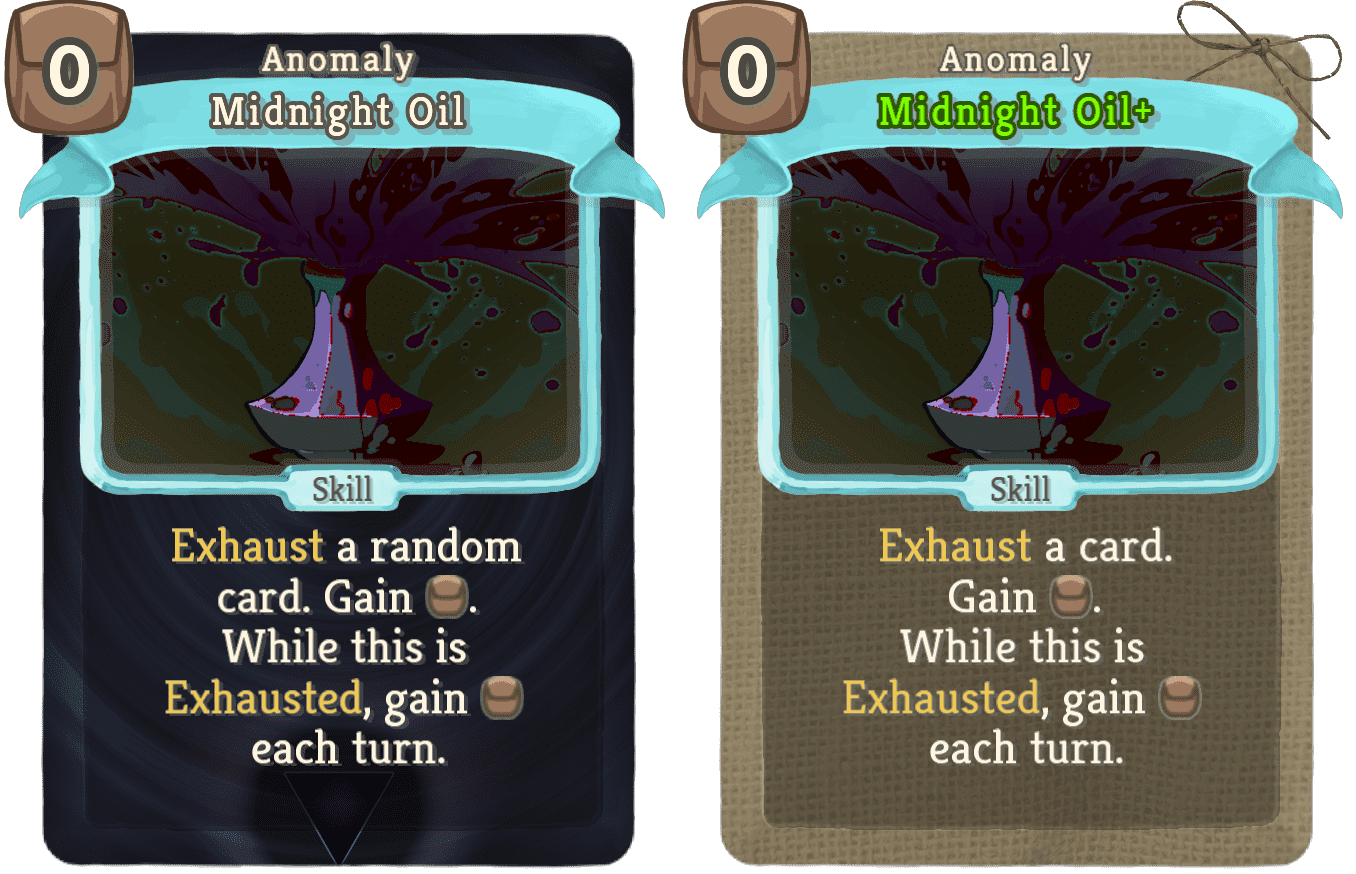 0
Anomaly
Midnight Oil
Skill
Exhaust a random
card. Gain .
While this is
Exhausted, gain
each turn.
0
Anomaly
Midnight Oil+
Skill
Exhaust a card.
Gain .
While this is
Exhausted, gain
each turn.